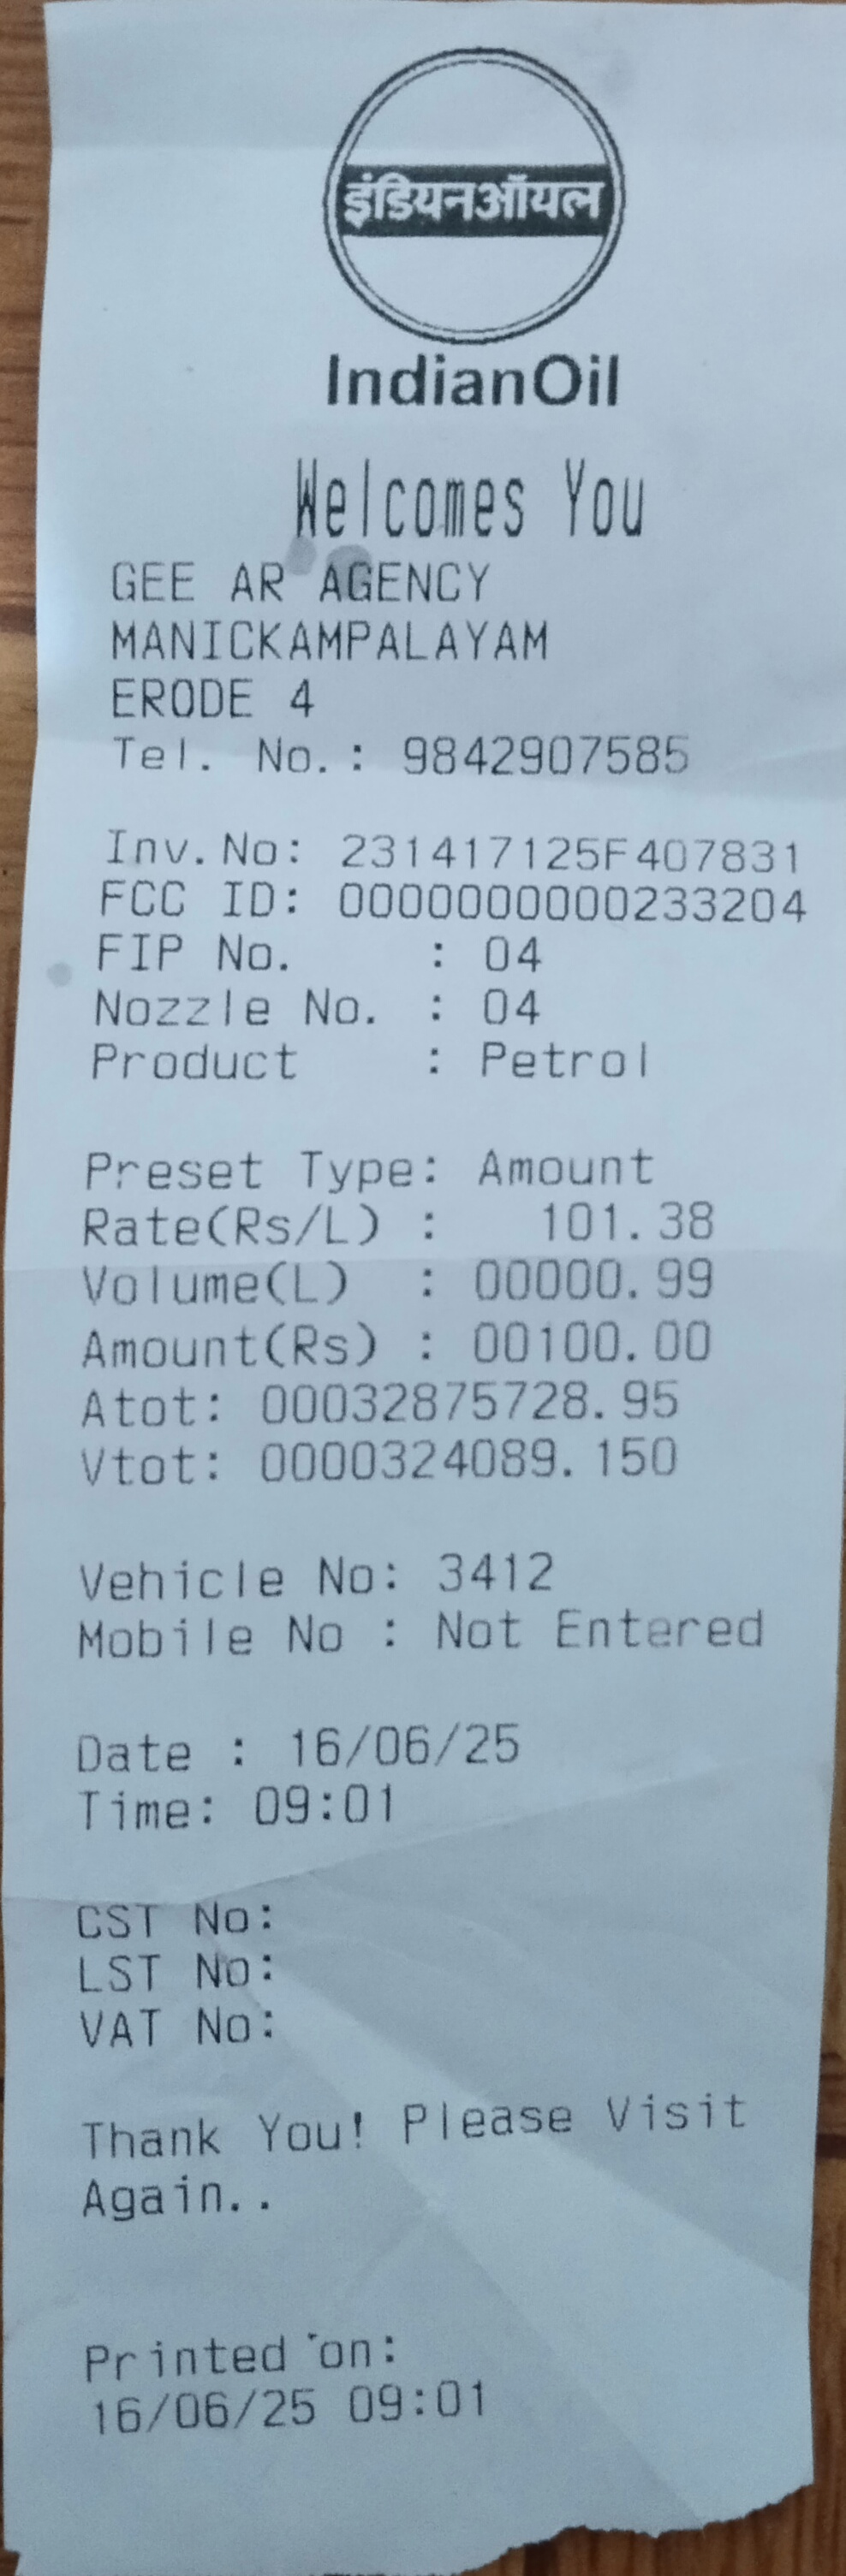 इंडियनऑयल
IndianOil
Welcomes You
GEE AR AGENCY
MANICKAMPALAYAM
ERODE 4
Tel. No.: 9842907585
Inv.No: 231417125F407831
FCC ID: 0000000000233204
FIP No. : 04
Nozzle No. : 04
Product : Petrol
Preset Type: Amount
Rate(Rs/L) : 101.38
Volume(L) : 00000.99
Amount(Rs) : 00100.00
Atot: 00032875728.95
Vtot: 0000324089.150
Vehicle No: 3412
Mobile No : Not Entered
Date : 16/06/25
Time: 09:01
CST No:
LST No:
VAT No:
Thank You! Please Visit
Again..
Printed on:
16/06/25 09:01